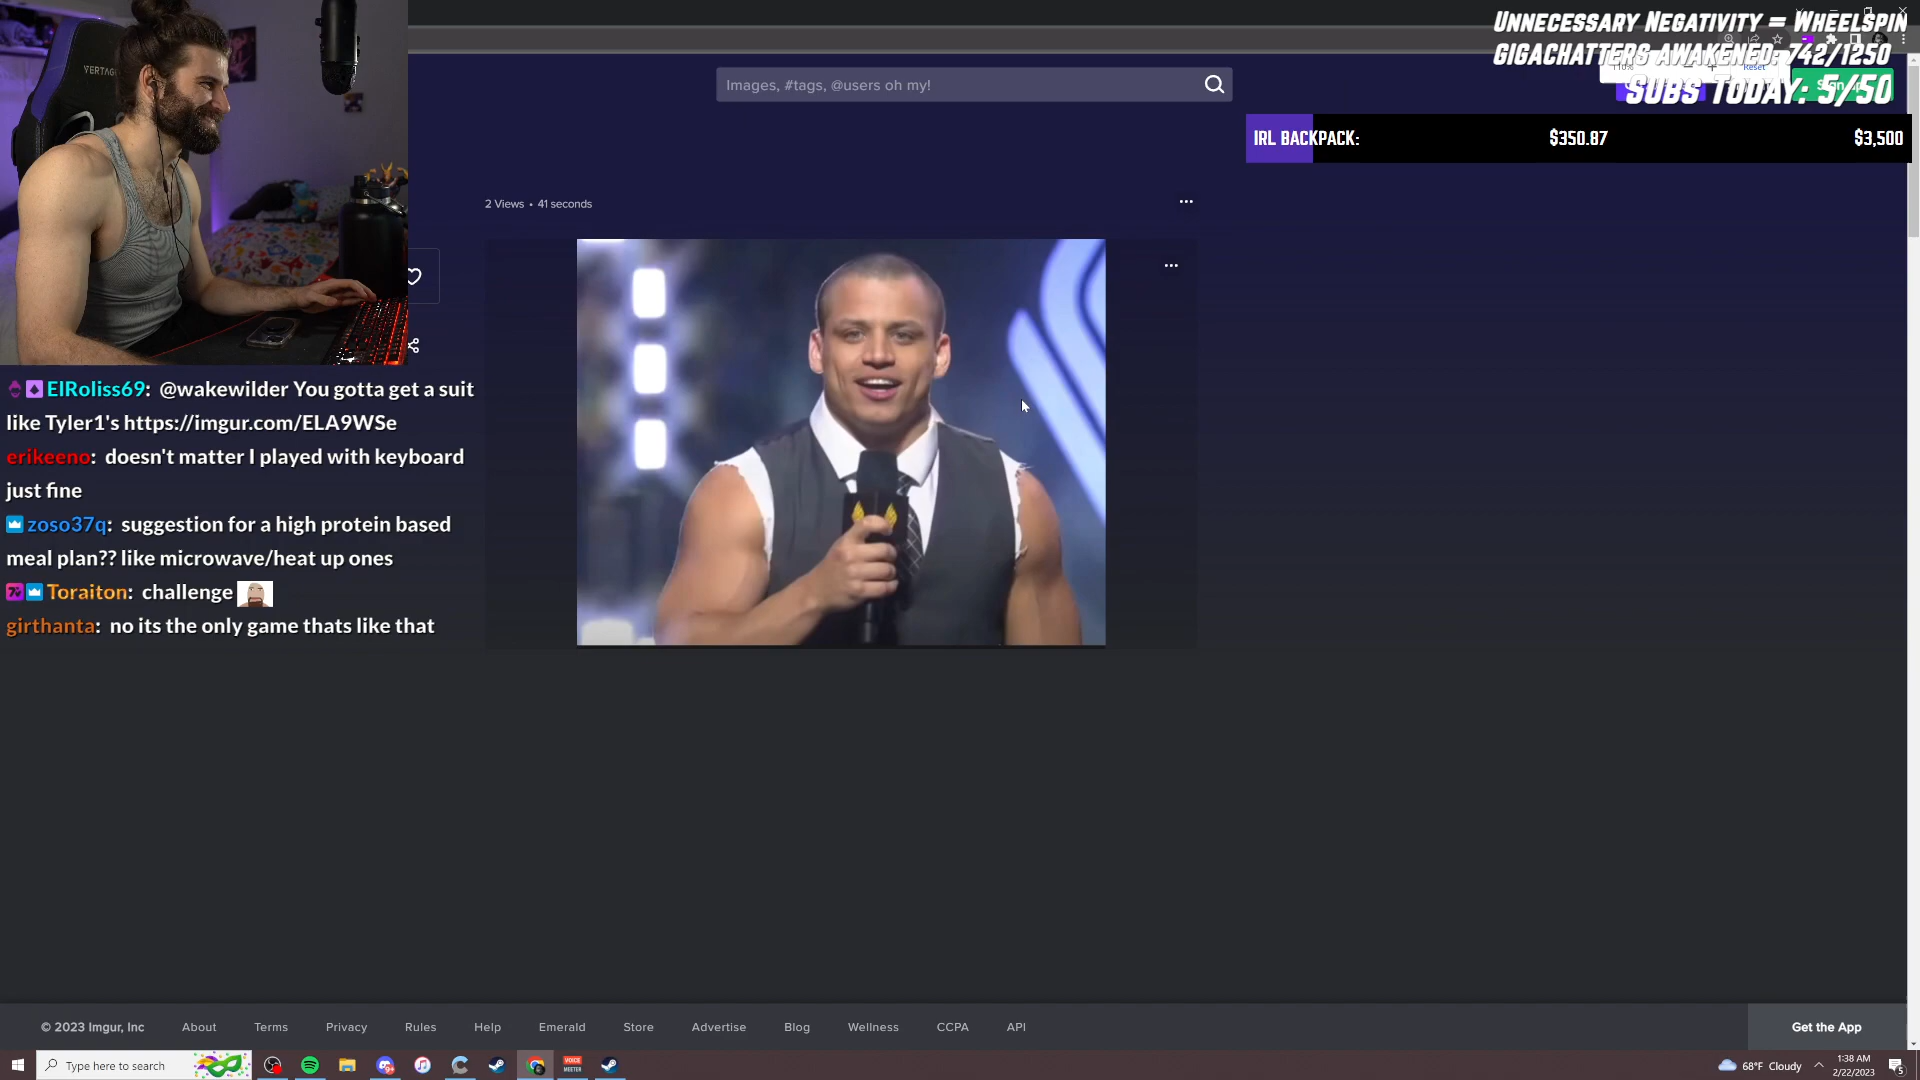 UNNECESSARY NEGATIVITY = WHEELSPIN
GIGACHATTERS AWAKENED: 742/1250
SUBS TODAY: 5/50
Reset
VERTAG
Images, #tags, @users oh my!
IRL BACKPACK: $350.87 $3,500
2 Views • 41 seconds
ElRoliss69: @wakewilder You gotta get a suit
like Tyler1's https://imgur.com/ELA9WSe
erikeeno: doesn't matter I played with keyboard
just fine
zoso37q: suggestion for a high protein based
meal plan?? like microwave/heat up ones
Toraiton: challenge
girthanta: no its the only game thats like that
© 2023 Imgur, Inc About Terms Privacy Rules Help Emerald Store Advertise Blog Wellness CCPA API
Get the App
Type here to search
VOICE
MEETER
68°F Cloudy
1:38 AM
2/22/2023
5